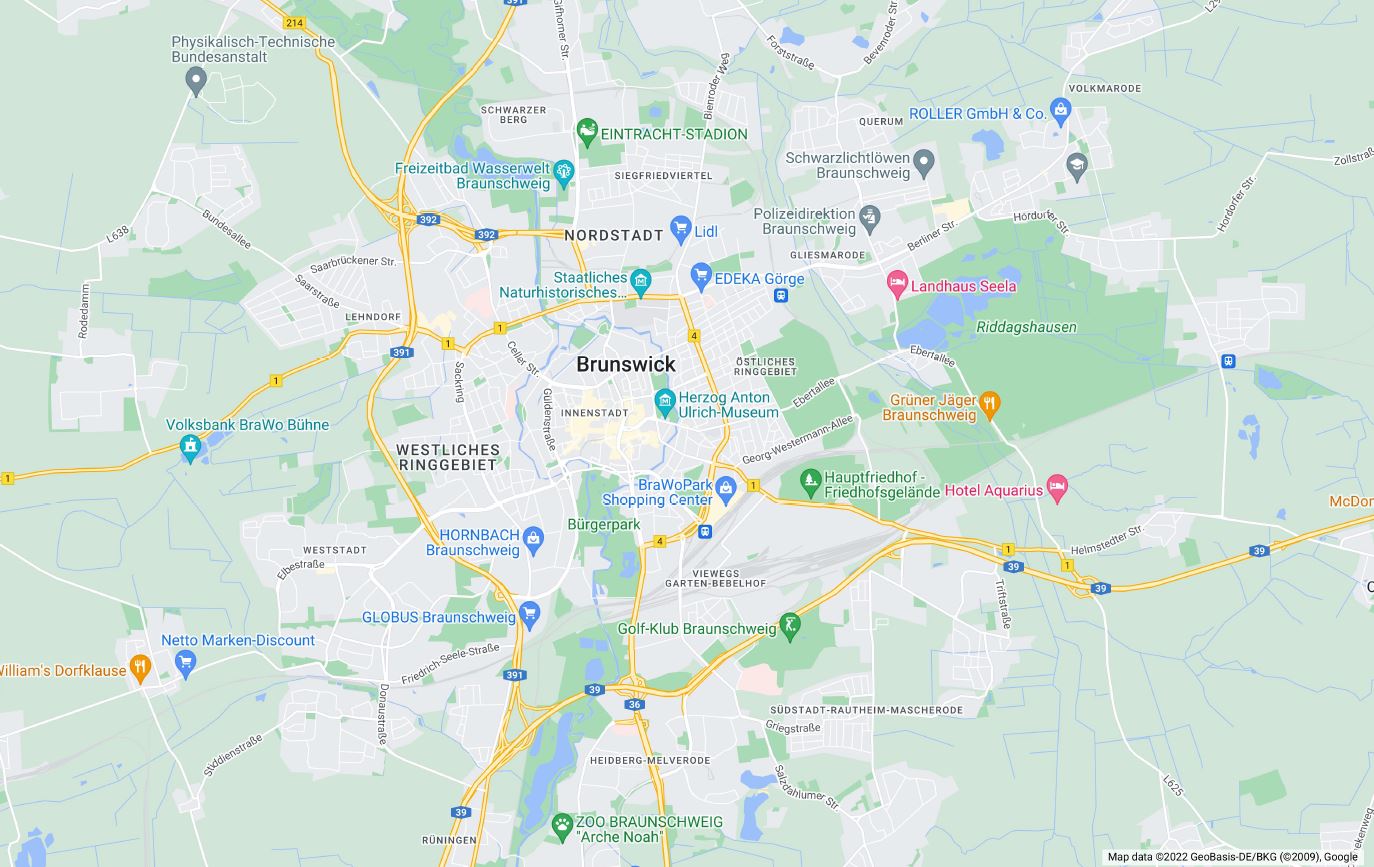 391
214
Gifhorner Str.
Bienroder Weg
Forststraße
Bevenroder Str.
Physikalisch-Technische
Bundesanstalt
VOLKMARODE
SCHWARZER
BERG
ROLLER GmbH & Co.
QUERUM
EINTRACHT-STADION
Freizeitbad Wasserwelt
Braunschweig
SIEGFRIEDVIERTEL
Schwarzlichtlöwen
Braunschweig
Zoilstraß
Hordorfer Str.
Polizeidirektion
Braunschweig
Hordorfer Str.
Berliner Str.
Bundesallee
L638
392
392
NORDSTADT
Lidl
GLIESMARODE
Saarbrückener Str.
Saarstraße
Staatliches
Naturhistorisches...
EDEKA Görge
Landhaus Seela
Rodedamm
LEHNDORF
1
1
4
Riddagshausen
391
Celler Str.
Brunswick
ÖSTLICHES
RINGGEBIET
Ebertallee
1
Sackring
Güldenstraße
Ebertallee
INNENSTADT
Herzog Anton
Ulrich-Museum
Grüner Jäger
Braunschweig
Volksbank BraWo Bühne
Georg-Westermann-Allee
WESTLICHES
RINGGEBIET
1
BraWoPark
Shopping Center
1
Hauptfriedhof -
Friedhofsgelände
Hotel Aquarius
McDor
Bürgerpark
HORNBACH
Braunschweig
4
Helmstedter Str.
WESTSTADT
Elbestraße
1
39
39
1
39
VIEWEGS
GARTEN-BEBELHOF
Triftstraße
GLOBUS Braunschweig
Golf-Klub Braunschweig
Netto Marken-Discount
William's Dorfklause
Friedrich-Seele-Straße
391
39
36
Donaustraße
SÜDSTADT-RAUTHEIM-MASCHERODE
Griegstraße
Stiddienstraße
HEIDBERG-MELVERODE
Salzdahlumer Str.
L625
39
ZOO BRAUNSCHWEIG
"Arche Noah"
RÜNINGEN
Map data ©2022 GeoBasis-DE/BKG (©2009), Google